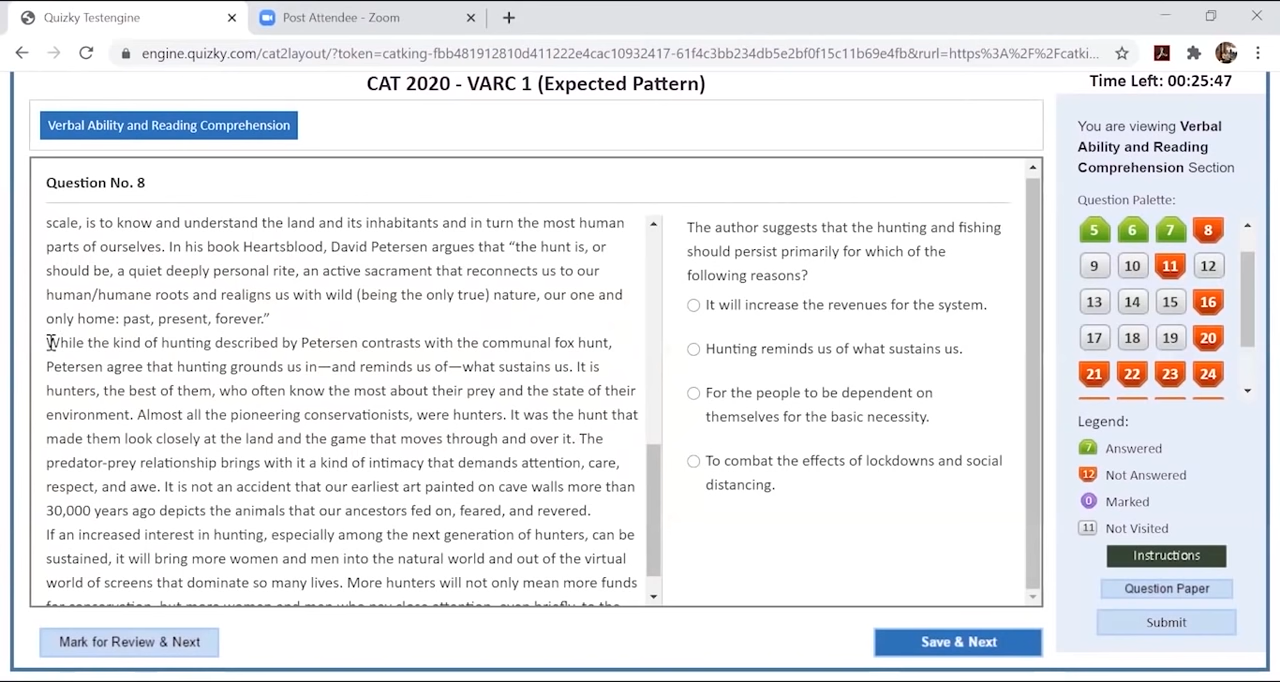 Quizky Testengine
Post Attendee - Zoom
engine.quizky.com/cat2layout/?token=catking-fbb481912810d411222e4cac10932417-61f4c3bb234db5e2bf0f15c11b69e4fb&rurl=https%3A%2F%2Fcatki...
CAT 2020 - VARC 1 (Expected Pattern)
Time Left: 00:25:47
Verbal Ability and Reading Comprehension
Question No. 8
scale, is to know and understand the land and its inhabitants and in turn the most human
parts of ourselves. In his book Heartsblood, David Petersen argues that “the hunt is, or
should be, a quiet deeply personal rite, an active sacrament that reconnects us to our
human/humane roots and realigns us with wild (being the only true) nature, our one and
only home: past, present, forever.”
While the kind of hunting described by Petersen contrasts with the communal fox hunt,
Petersen agree that hunting grounds us in—and reminds us of—what sustains us. It is
hunters, the best of them, who often know the most about their prey and the state of their
environment. Almost all the pioneering conservationists, were hunters. It was the hunt that
made them look closely at the land and the game that moves through and over it. The
predator-prey relationship brings with it a kind of intimacy that demands attention, care,
respect, and awe. It is not an accident that our earliest art painted on cave walls more than
30,000 years ago depicts the animals that our ancestors fed on, feared, and revered.
If an increased interest in hunting, especially among the next generation of hunters, can be
sustained, it will bring more women and men into the natural world and out of the virtual
world of screens that dominate so many lives. More hunters will not only mean more funds
for conservation, but more women and men who pay close attention, even briefly, to the
The author suggests that the hunting and fishing
should persist primarily for which of the
following reasons?
It will increase the revenues for the system.
Hunting reminds us of what sustains us.
For the people to be dependent on
themselves for the basic necessity.
To combat the effects of lockdowns and social
distancing.
Mark for Review & Next
Save & Next
You are viewing Verbal
Ability and Reading
Comprehension Section
Question Palette:
5 6 7 8
9 10 11 12
13 14 15 16
17 18 19 20
21 22 23 24
Legend:
7 Answered
12 Not Answered
0 Marked
11 Not Visited
Instructions
Question Paper
Submit